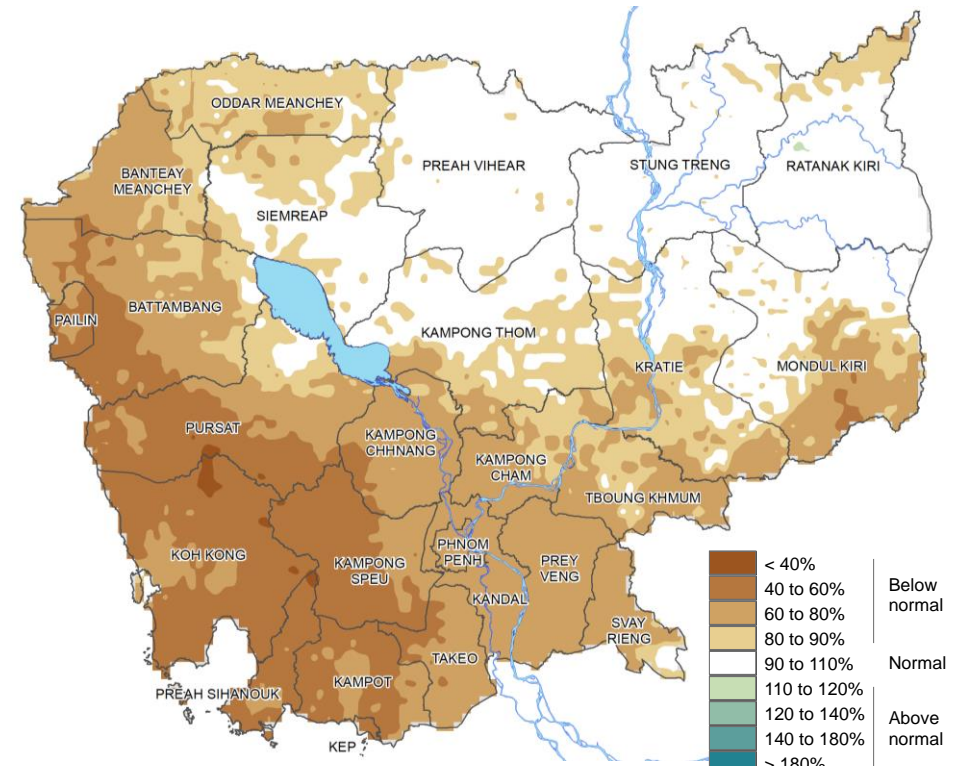 ODDAR MEANCHEY
PREAH VIHEAR
STUNG TRENG
RATANAK KIRI
BANTEAY
MEANCHEY
SIEMREAP
PAILIN
BATTAMBANG
KAMPONG THOM
KRATIE
MONDUL KIRI
PURSAT
KAMPONG
CHHNANG
KAMPONG
CHAM
TBOUNG KHMUM
KOH KONG
KAMPONG
SPEU
PHNOM
PENH
PREY
VENG
KANDAL
SVAY
RIENG
TAKEO
KAMPOT
PREAH SIHANOUK
KEP
< 40%
40 to 60%
60 to 80%
80 to 90%
Below
normal
90 to 110%
Normal
110 to 120%
120 to 140%
140 to 180%
> 180%
Above
normal